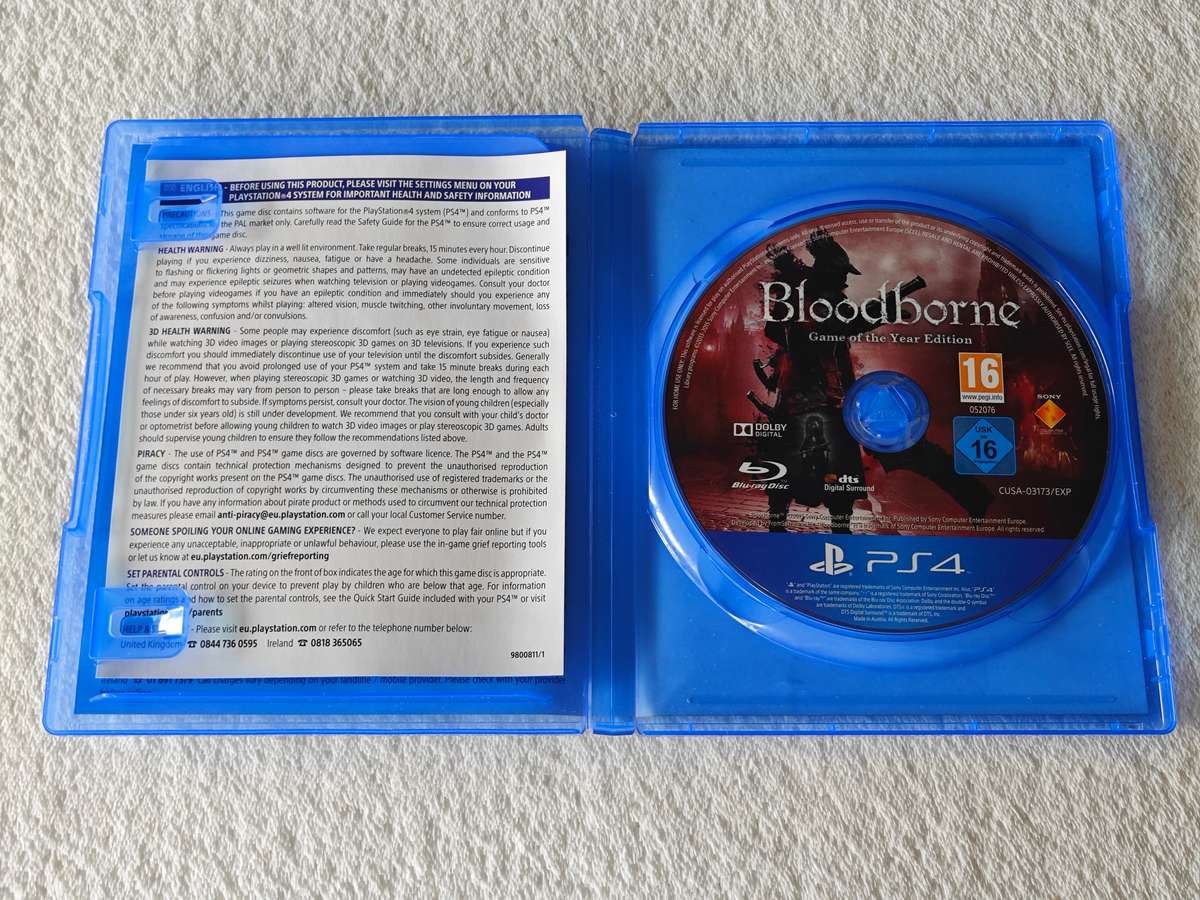 ENGLISH - BEFORE USING THIS PRODUCT, PLEASE VISIT THE SETTINGS MENU ON YOUR
PLAYSTATION®4 SYSTEM FOR IMPORTANT HEALTH AND SAFETY INFORMATION
PRECAUTIONS - This game disc contains software for the PlayStation®4 system (PS4™) and conforms to PS4™
specifications for the PAL market only. Carefully read the Safety Guide for the PS4™ to ensure correct usage and
storage of this game disc.
HEALTH WARNING - Always play in a well lit environment. Take regular breaks, 15 minutes every hour. Discontinue
playing if you experience dizziness, nausea, fatigue or have a headache. Some individuals are sensitive
to flashing or flickering lights or geometric shapes and patterns, may have an undetected epileptic condition
and may experience epileptic seizures when watching television or playing videogames. Consult your doctor
before playing videogames if you have an epileptic condition and immediately should you experience any
of the following symptoms whilst playing: altered vision, muscle twitching, other involuntary movement, loss
of awareness, confusion and/or convulsions.
3D HEALTH WARNING - Some people may experience discomfort (such as eye strain, eye fatigue or nausea)
while watching 3D video images or playing stereoscopic 3D games on 3D televisions. If you experience such
discomfort you should immediately discontinue use of your television until the discomfort subsides. Generally
we recommend that you avoid prolonged use of your PS4™ system and take 15 minute breaks during each
hour of play. However, when playing stereoscopic 3D games or watching 3D video, the length and frequency
of necessary breaks may vary from person to person - please take breaks that are long enough to allow any
feelings of discomfort to subside. If symptoms persist, consult your doctor. The vision of young children (especially
those under six years old) is still under development. We recommend that you consult with your child's doctor
or optometrist before allowing young children to watch 3D video images or play stereoscopic 3D games. Adults
should supervise young children to ensure they follow the recommendations listed above.
PIRACY - The use of PS4™ and PS4™ game discs are governed by software licence. The PS4™ and the PS4™
game discs contain technical protection mechanisms designed to prevent the unauthorised reproduction
of the copyright works present on the PS4™ game discs. The unauthorised use of registered trademarks or the
unauthorised reproduction of copyright works by circumventing these mechanisms or otherwise is prohibited
by law. If you have any information about pirate product or methods used to circumvent our technical protection
measures please email anti-piracy@eu.playstation.com or call your local Customer Service number.
SOMEONE SPOILING YOUR ONLINE GAMING EXPERIENCE? - We expect everyone to play fair online but if you
experience any unacceptable, inappropriate or unlawful behaviour, please use the in-game grief reporting tools
or let us know at eu.playstation.com/griefreporting
SET PARENTAL CONTROLS - The rating on the front of box indicates the age for which this game disc is appropriate.
Set the parental control on your device to prevent play by children who are below that age. For information
on age ratings and how to set the parental controls, see the Quick Start Guide included with your PS4™ or visit
playstation /parents
HELP & - Please visit eu.playstation.com or refer to the telephone number below:
United Kingdom ☎ 0844 736 0595 Ireland ☎ 0818 365065
9800811/1
Bloodborne™
Game of the Year Edition
16
www.pegi.info
052076
SONY
DOLBY
DIGITAL
USK
16
Blu-ray Disc
dts
Digital Surround
CUSA-03173/EXP
PS4™
Made in Austria. All Rights Reserved.